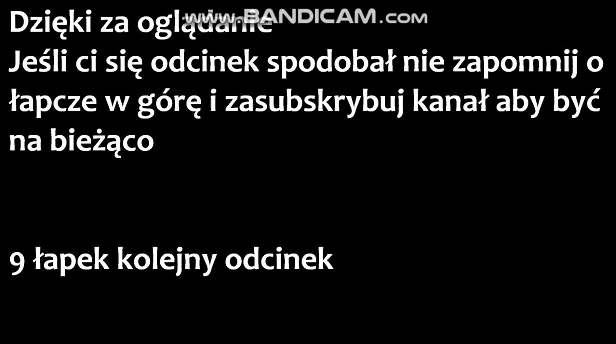 www.BANDICAM.com
Dzięki za oglądanie
Jeśli ci się odcinek spodobał nie zapomnij o
łapcze w górę i zasubskrybuj kanał aby być
na bieżąco
9 łapek kolejny odcinek